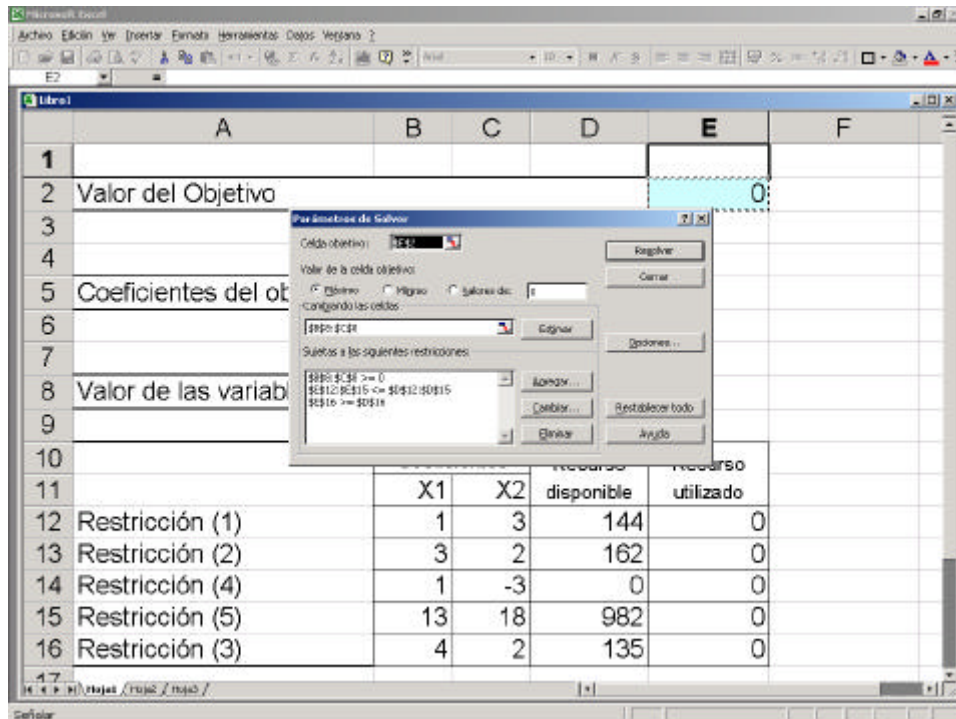 Microsoft Excel
Archivo Edición Ver Insertar Formato Herramientas Datos Ventana ?
Arial 10
E2 =
Libro1
A B C D E F
1
2 Valor del Objetivo 0
3
4
5 Coeficientes del ob
6
7
8 Valor de las variabl
9
10 Recurso Recurso
11 X1 X2 disponible utilizado
12 Restricción (1) 1 3 144 0
13 Restricción (2) 3 2 162 0
14 Restricción (4) 1 -3 0 0
15 Restricción (5) 13 18 982 0
16 Restricción (3) 4 2 135 0
17
Parámetros de Solver
Celda objetivo: $E$2
Valor de la celda objetivo:
Máximo Mínimo Valores de: 0
Cambiando las celdas
$B$8:$C$8
Estimar
Sujetas a las siguientes restricciones:
$B$8:$C$8 >= 0
$E$12:$E$15 <= $D$12:$D$15
$E$16 >= $D$16
Agregar...
Cambiar...
Eliminar
Resolver
Cerrar
Opciones...
Restablecer todo
Ayuda
Hoja1 Hoja2 Hoja3
Señalar